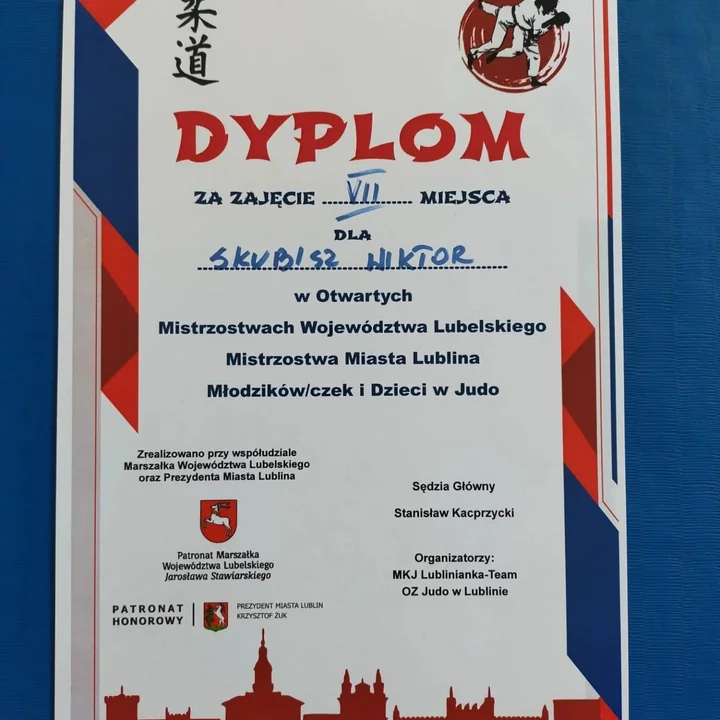 柔道
DYPLOM
ZA ZAJĘCIE ....VII.... MIEJSCA
DLA
SKUBISZ WIKTOR
w Otwartych
Mistrzostwach Województwa Lubelskiego
Mistrzostwa Miasta Lublina
Młodzików/czek i Dzieci w Judo
Zrealizowano przy współudziale
Marszałka Województwa Lubelskiego
oraz Prezydenta Miasta Lublina
Patronat Marszałka
Województwa Lubelskiego
Jarosława Stawiarskiego
PATRONAT
HONOROWY
PREZYDENT MIASTA LUBLIN
KRZYSZTOF ŻUK
Sędzia Główny
Stanisław Kacprzycki
Organizatorzy:
MKJ Lublinianka-Team
OZ Judo w Lublinie